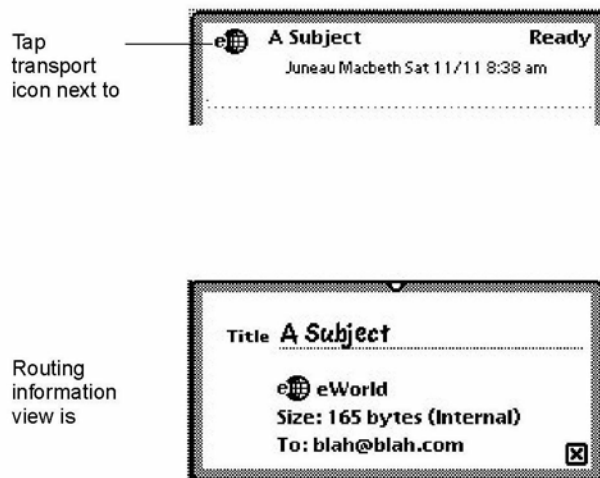 Tap
transport
icon next to
A Subject Ready
Juneau Macbeth Sat 11/11 8:38 am
Routing
information
view is
Title A Subject
eWorld
Size: 165 bytes (Internal)
To: blah@blah.com